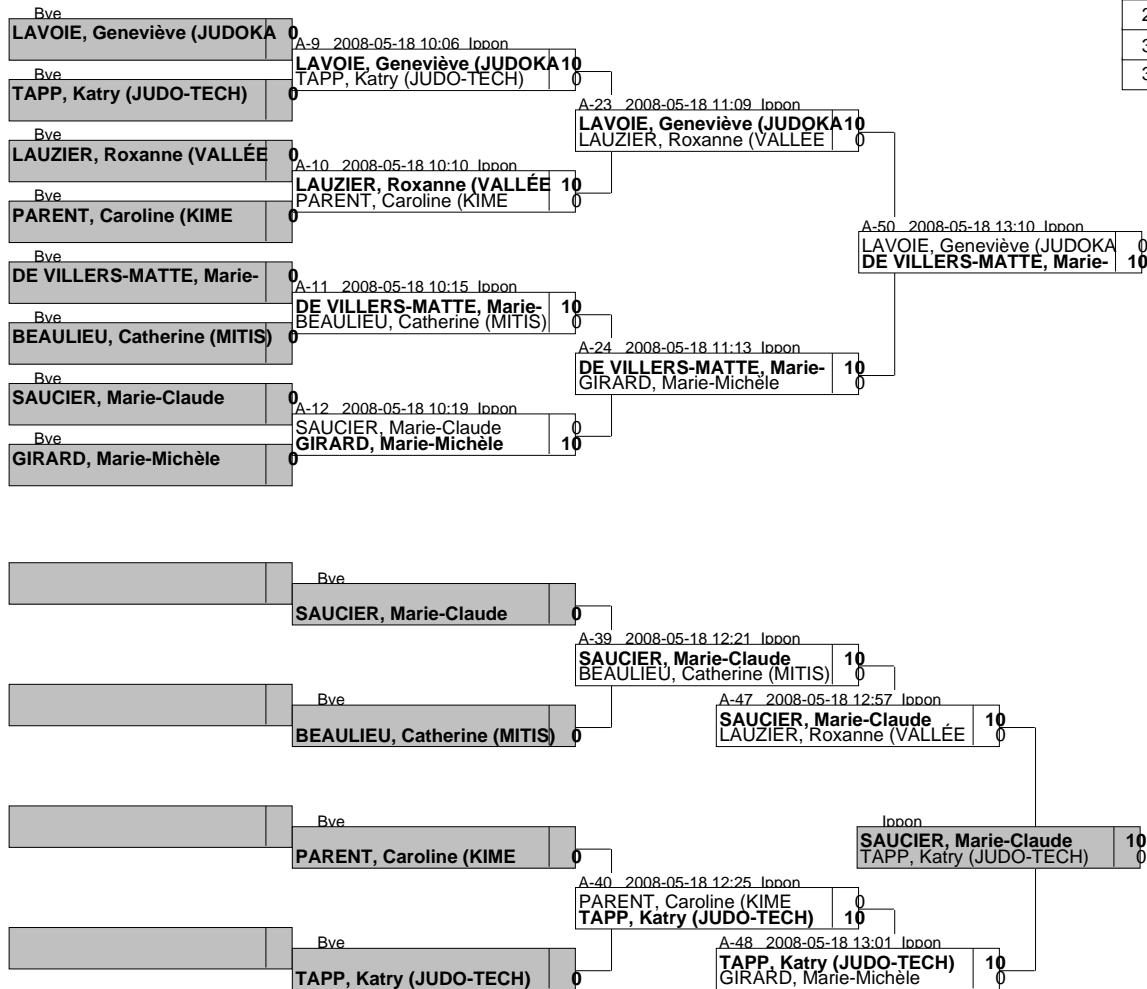 Bye
LAVOIE, Geneviève (JUDOKA 0
Bye
TAPP, Katry (JUDO-TECH) 0
Bye
LAUZIER, Roxanne (VALLÉE 0
Bye
PARENT, Caroline (KIME 0
Bye
DE VILLERS-MATTE, Marie- 0
Bye
BEAULIEU, Catherine (MITIS) 0
Bye
SAUCIER, Marie-Claude 0
Bye
GIRARD, Marie-Michèle 0
A-9 2008-05-18 10:06 Ippon
LAVOIE, Geneviève (JUDOKA 10
TAPP, Katry (JUDO-TECH) 0
A-10 2008-05-18 10:10 Ippon
LAUZIER, Roxanne (VALLÉE 10
PARENT, Caroline (KIME 0
A-11 2008-05-18 10:15 Ippon
DE VILLERS-MATTE, Marie- 10
BEAULIEU, Catherine (MITIS) 0
A-12 2008-05-18 10:19 Ippon
SAUCIER, Marie-Claude 0
GIRARD, Marie-Michèle 10
A-23 2008-05-18 11:09 Ippon
LAVOIE, Geneviève (JUDOKA 10
LAUZIER, Roxanne (VALLÉE 0
A-24 2008-05-18 11:13 Ippon
DE VILLERS-MATTE, Marie- 10
GIRARD, Marie-Michèle 0
A-50 2008-05-18 13:10 Ippon
LAVOIE, Geneviève (JUDOKA 0
DE VILLERS-MATTE, Marie- 10
2
3
3
Bye
SAUCIER, Marie-Claude 0
Bye
BEAULIEU, Catherine (MITIS) 0
Bye
PARENT, Caroline (KIME 0
Bye
TAPP, Katry (JUDO-TECH) 0
A-39 2008-05-18 12:21 Ippon
SAUCIER, Marie-Claude 10
BEAULIEU, Catherine (MITIS) 0
A-40 2008-05-18 12:25 Ippon
PARENT, Caroline (KIME 0
TAPP, Katry (JUDO-TECH) 10
A-47 2008-05-18 12:57 Ippon
SAUCIER, Marie-Claude 10
LAUZIER, Roxanne (VALLÉE 0
A-48 2008-05-18 13:01 Ippon
TAPP, Katry (JUDO-TECH) 10
GIRARD, Marie-Michèle 0
Ippon
SAUCIER, Marie-Claude 10
TAPP, Katry (JUDO-TECH) 0